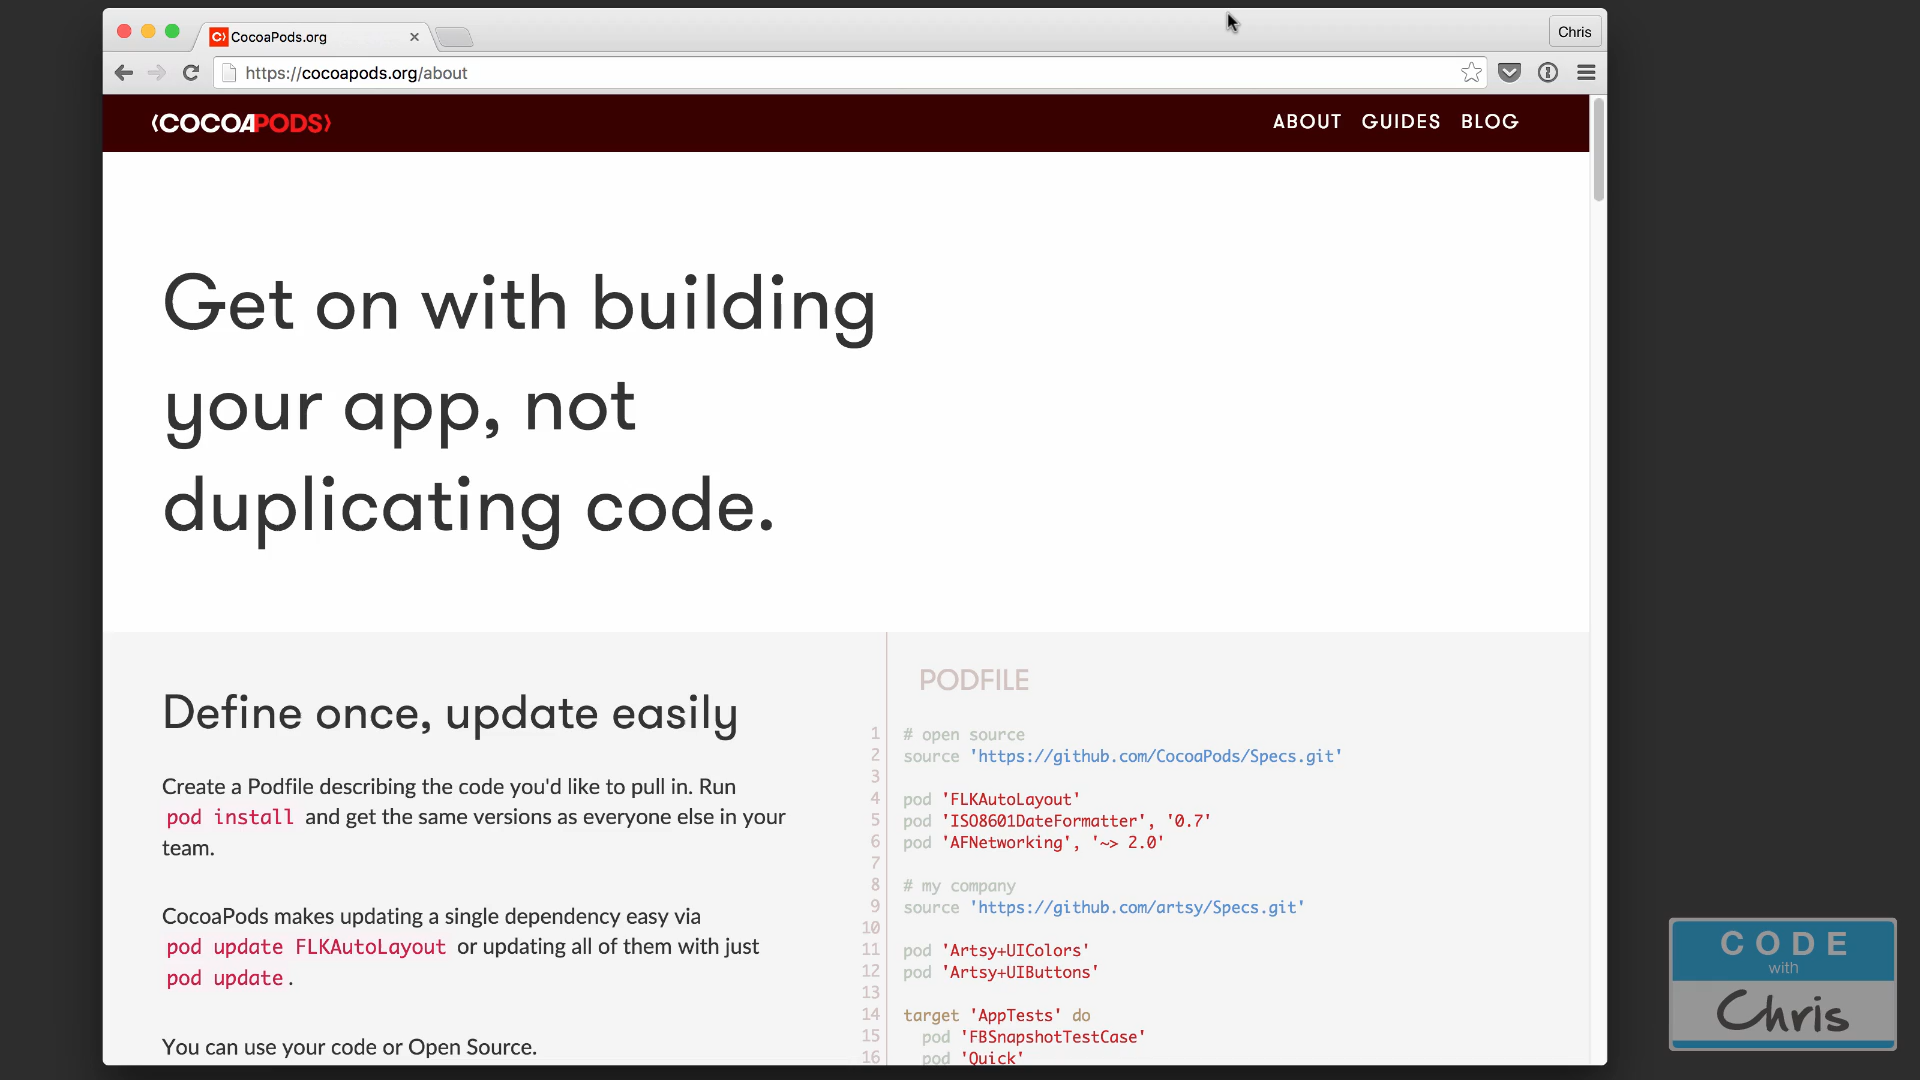 CocoaPods.org
Chris
https://cocoapods.org/about
COCOAPODS
ABOUT GUIDES BLOG
Get on with building
your app, not
duplicating code.
Define once, update easily
Create a Podfile describing the code you'd like to pull in. Run
pod install and get the same versions as everyone else in your
team.
CocoaPods makes updating a single dependency easy via
pod update FLKAutoLayout or updating all of them with just
pod update.
You can use your code or Open Source.
PODFILE
1 # open source
2 source 'https://github.com/CocoaPods/Specs.git'
3
4 pod 'FLKAutoLayout'
5 pod 'ISO8601DateFormatter', '0.7'
6 pod 'AFNetworking', '~> 2.0'
7
8 # my company
9 source 'https://github.com/artsy/Specs.git'
10
11 pod 'Artsy+UIColors'
12 pod 'Artsy+UIButtons'
13
14 target 'AppTests' do
15 pod 'FBSnapshotTestCase'
16 pod 'Quick'
CODE
with
Chris